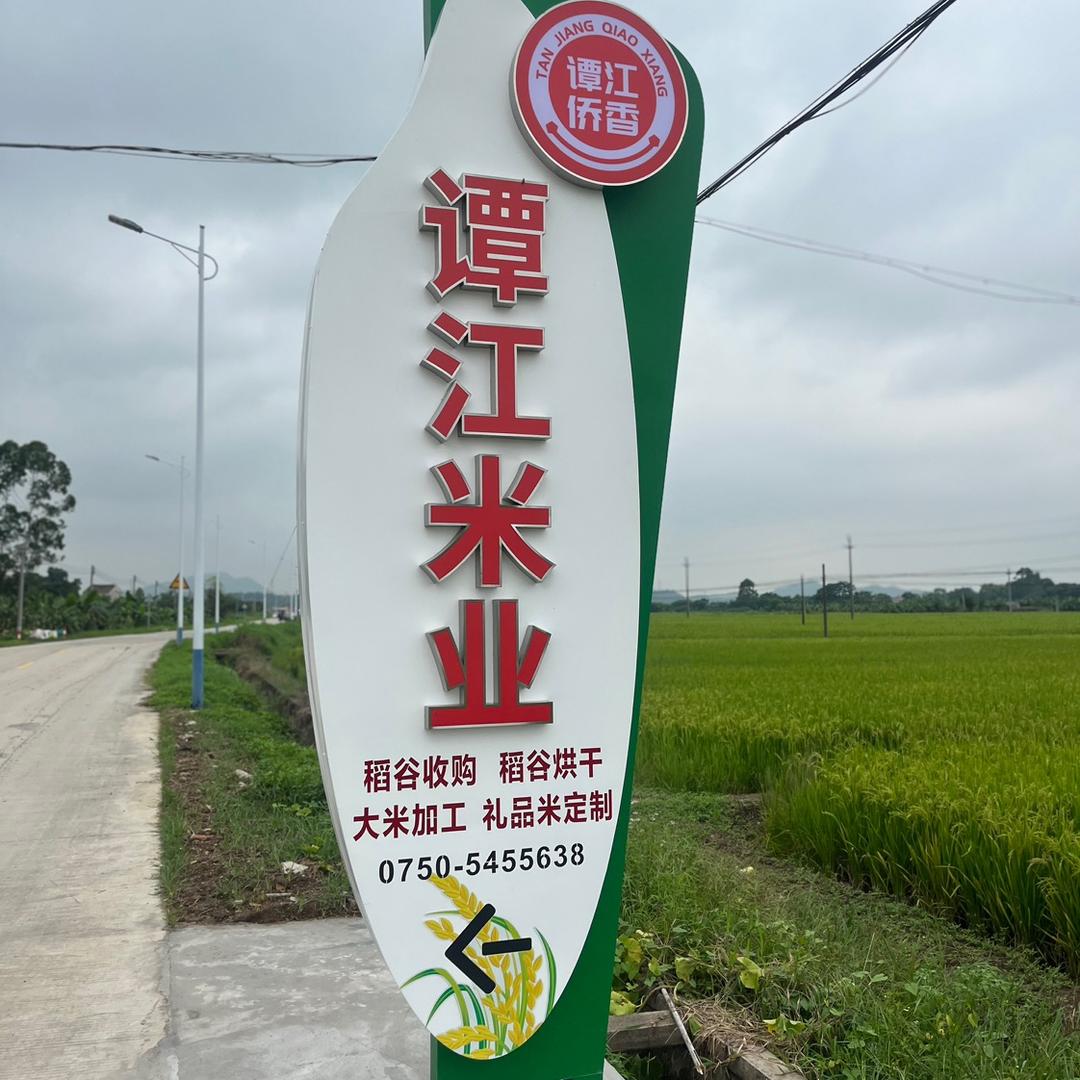 TAN JIANG QIAO XIANG
谭江
侨香
谭江米业
稻谷收购 稻谷烘干
大米加工 礼品米定制
0750-5455638